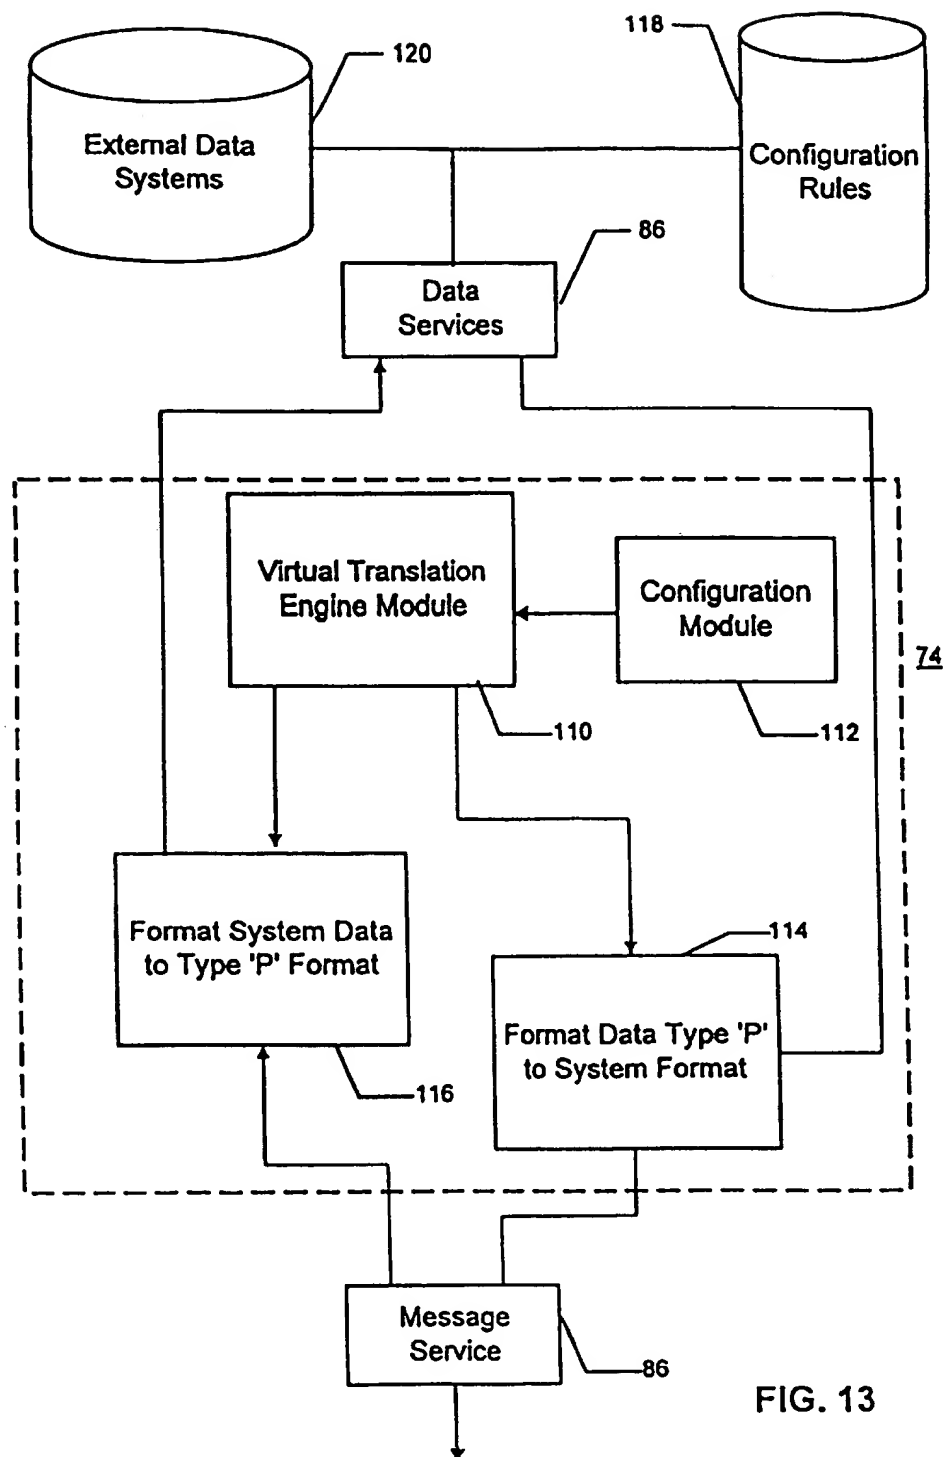 118
120
External Data
Systems
Configuration
Rules
86
Data
Services
Virtual Translation
Engine Module
Configuration
Module
74
110
112
Format System Data
to Type 'P' Format
114
Format Data Type 'P'
to System Format
116
Message
Service
86
FIG. 13